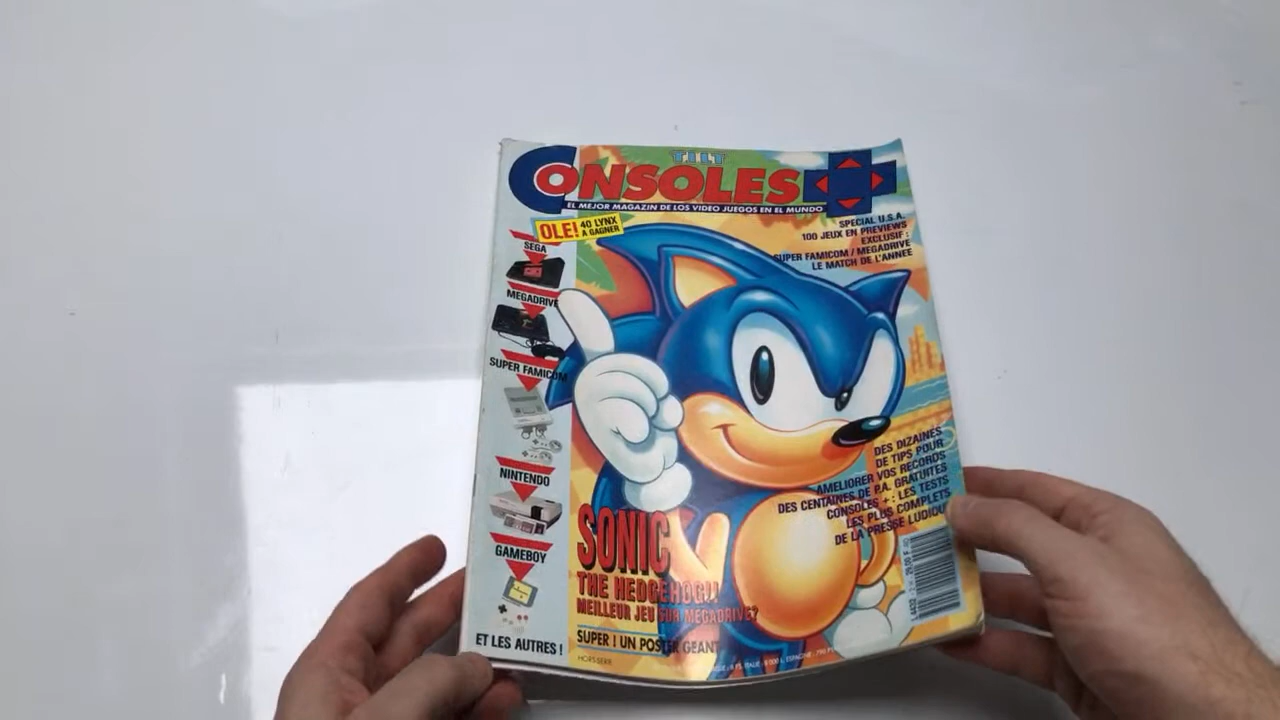 TILT
CONSOLES
EL MEJOR MAGAZIN DE LOS VIDEO JUEGOS EN EL MUNDO
OLE! 40 LYNX
A GAGNER
SPECIAL U.S.A.
100 JEUX EN PREVIEWS
EXCLUSIF :
SUPER FAMICOM / MEGADRIVE
LE MATCH DE L'ANNEE
SEGA
MEGADRIVE
SUPER FAMICOM
NINTENDO
GAMEBOY
ET LES AUTRES !
DES DIZAINES
DE TIPS POUR
AMELIORER VOS RECORDS
DES CENTAINES DE P.A. GRATUITES
CONSOLES + : LES TESTS
LES PLUS COMPLETS
DE LA PRESSE LUDIQUE
SONIC
THE HEDGEHOG!!
MEILLEUR JEU SUR MEGADRIVE?
SUPER ! UN POSTER GEANT
HORS-SERIE